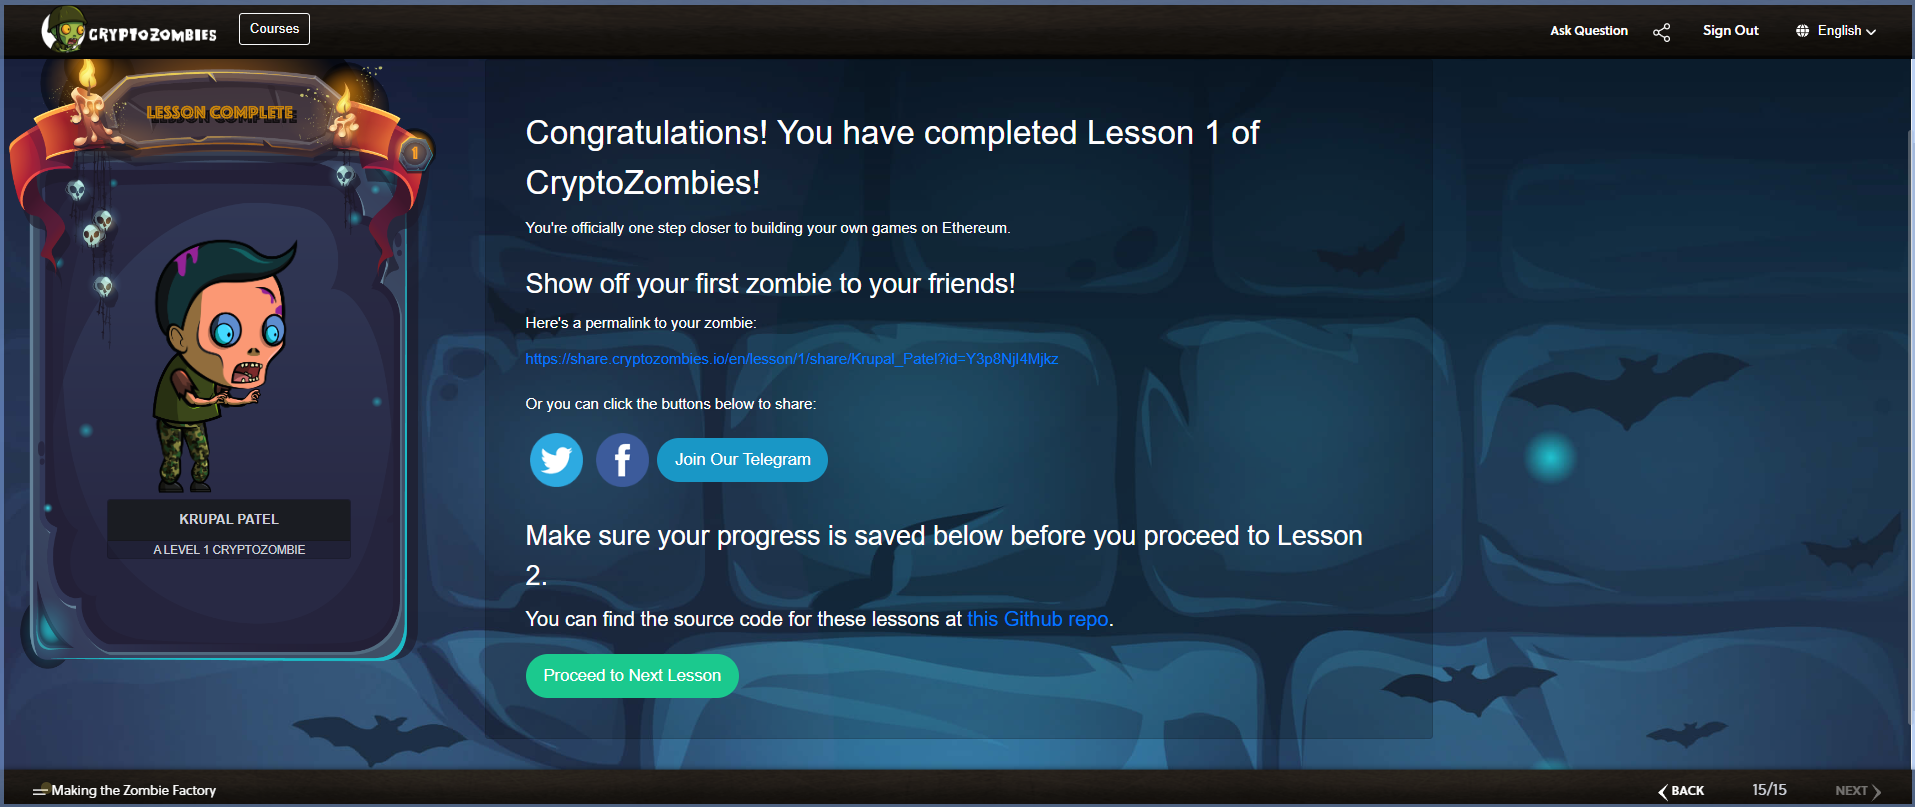 CRYPTOZOMBIES
Courses
Ask Question
Sign Out
English
LESSON COMPLETE
1
KRUPAL PATEL
A LEVEL 1 CRYPTOZOMBIE
Congratulations! You have completed Lesson 1 of
CryptoZombies!
You're officially one step closer to building your own games on Ethereum.
Show off your first zombie to your friends!
Here's a permalink to your zombie:
https://share.cryptozombies.io/en/lesson/1/share/Krupal_Patel?id=Y3p8NjI4Mjkz
Or you can click the buttons below to share:
Join Our Telegram
Make sure your progress is saved below before you proceed to Lesson
2.
You can find the source code for these lessons at this Github repo.
Proceed to Next Lesson
Making the Zombie Factory
BACK
15/15
NEXT